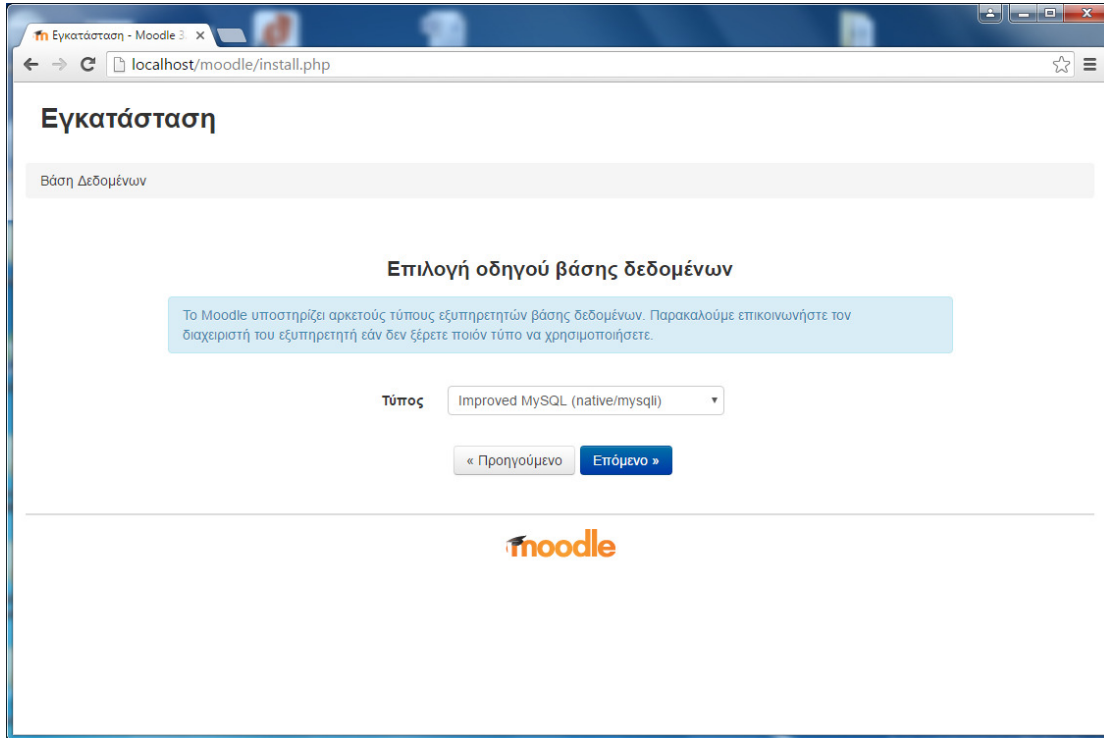 Εγκατάσταση - Moodle 3.
localhost/moodle/install.php
Εγκατάσταση
Βάση Δεδομένων
Επιλογή οδηγού βάσης δεδομένων
Το Moodle υποστηρίζει αρκετούς τύπους εξυπηρετητών βάσης δεδομένων. Παρακαλούμε επικοινωνήστε τον
διαχειριστή του εξυπηρετητή εάν δεν ξέρετε ποιόν τύπο να χρησιμοποιήσετε.
Τύπος Improved MySQL (native/mysqli)
« Προηγούμενο Επόμενο »
moodle